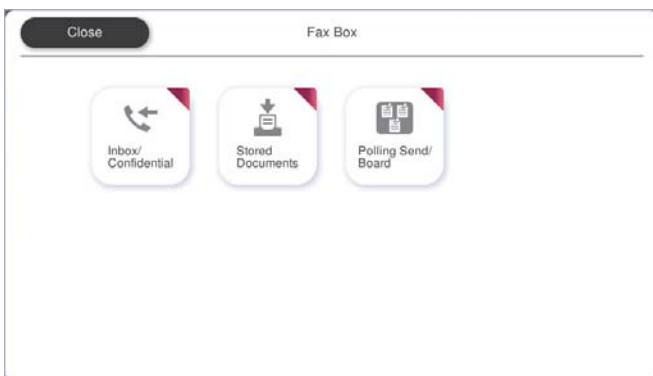 Close
Fax Box
Inbox/
Confidential
Stored
Documents
Polling Send/
Board